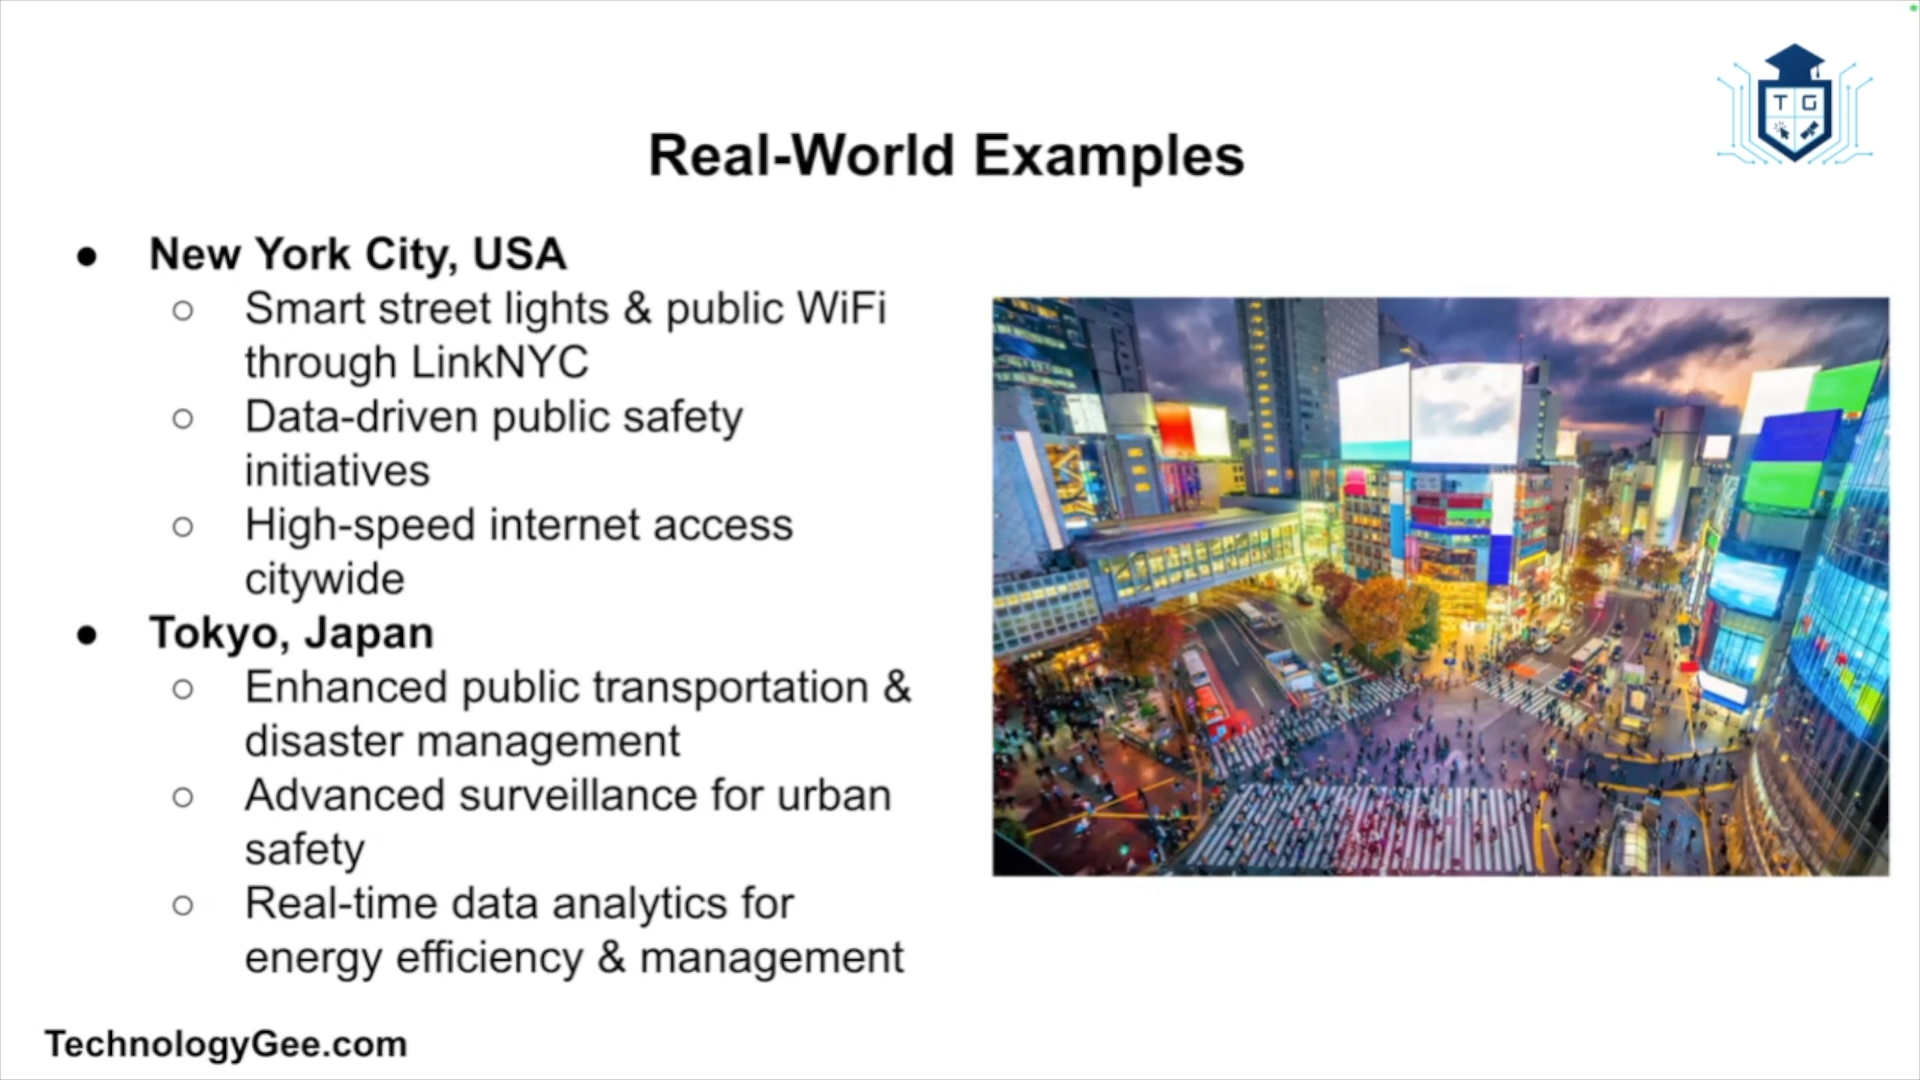 T G
Real-World Examples
● New York City, USA
○ Smart street lights & public WiFi
through LinkNYC
○ Data-driven public safety
initiatives
○ High-speed internet access
citywide
● Tokyo, Japan
○ Enhanced public transportation &
disaster management
○ Advanced surveillance for urban
safety
○ Real-time data analytics for
energy efficiency & management
TechnologyGee.com